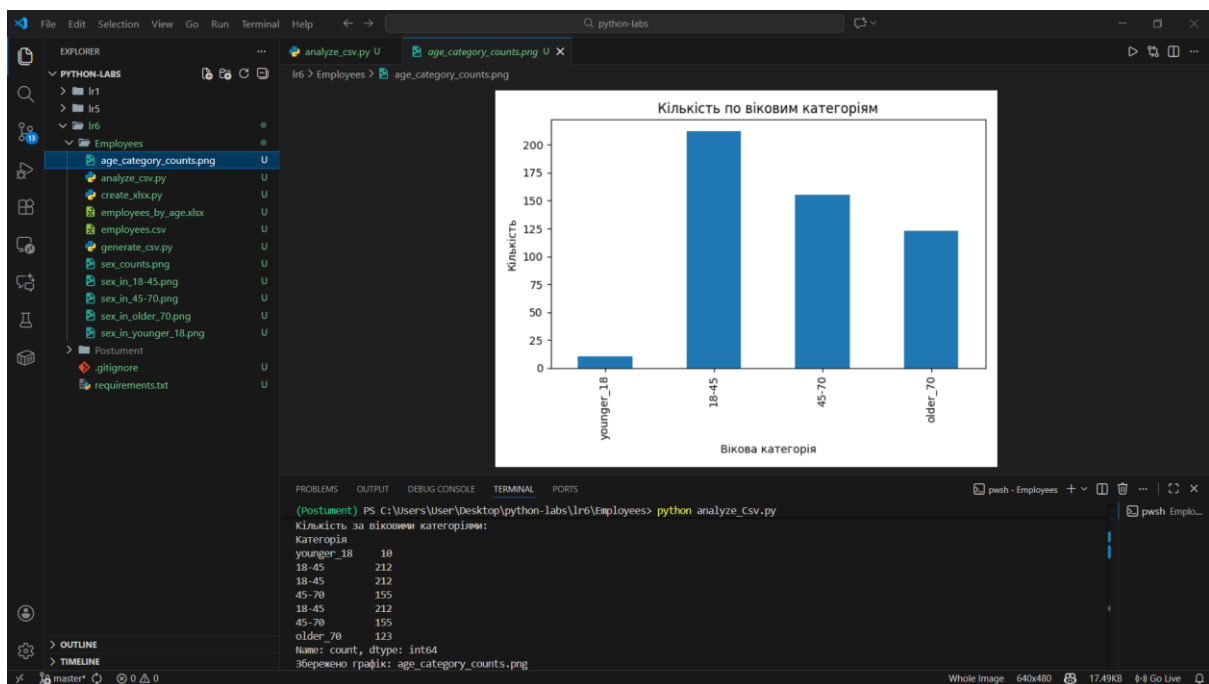 File Edit Selection View Go Run Terminal Help
python-labs
EXPLORER
PYTHON-LABS
lr1
lr5
lr6
Employees
age_category_counts.png U
analyze_csv.py U
create_xlsx.py U
employees_by_age.xlsx U
employees.csv U
generate_csv.py U
sex_counts.png U
sex_in_18-45.png U
sex_in_45-70.png U
sex_in_older_70.png U
sex_in_younger_18.png U
Postument
.gitignore U
requirements.txt U
13
OUTLINE
TIMELINE
analyze_csv.py U age_category_counts.png U
lr6 > Employees > age_category_counts.png
Кількість по віковим категоріям
Кількість
200
175
150
125
100
75
50
25
0
younger_18 18-45 45-70 older_70
Вікова категорія
PROBLEMS OUTPUT DEBUG CONSOLE TERMINAL PORTS
pwsh - Employees
pwsh Emplo...
(Postument) PS C:\Users\User\Desktop\python-labs\lr6\Employees> python analyze_Csv.py
Кількість за віковими категоріями:
Категорія
younger_18 10
18-45 212
18-45 212
45-70 155
18-45 212
45-70 155
older_70 123
Name: count, dtype: int64
Збережено графік: age_category_counts.png
master* 0 0 0 Whole Image 640x480 17.49KB Go Live